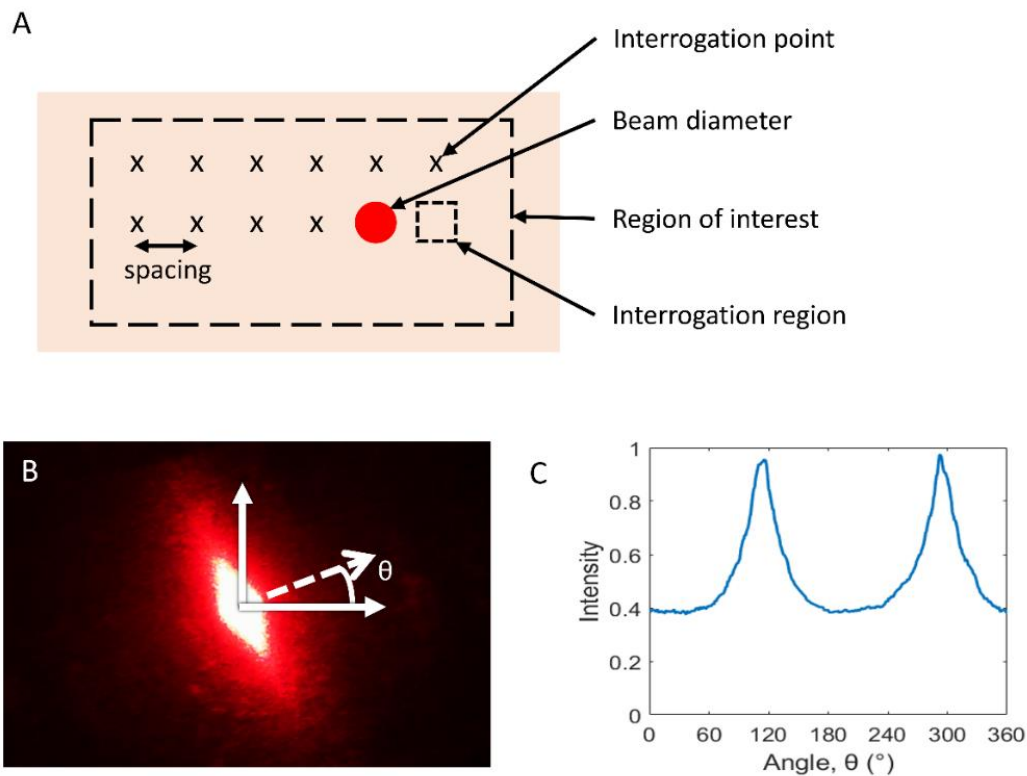 A
Interrogation point
Beam diameter
x x x x x x
x x x x
Region of interest
spacing
Interrogation region
B
θ
C
Intensity
1
0.8
0.6
0.4
0.2
0
0 60 120 180 240 300 360
Angle, θ (°)